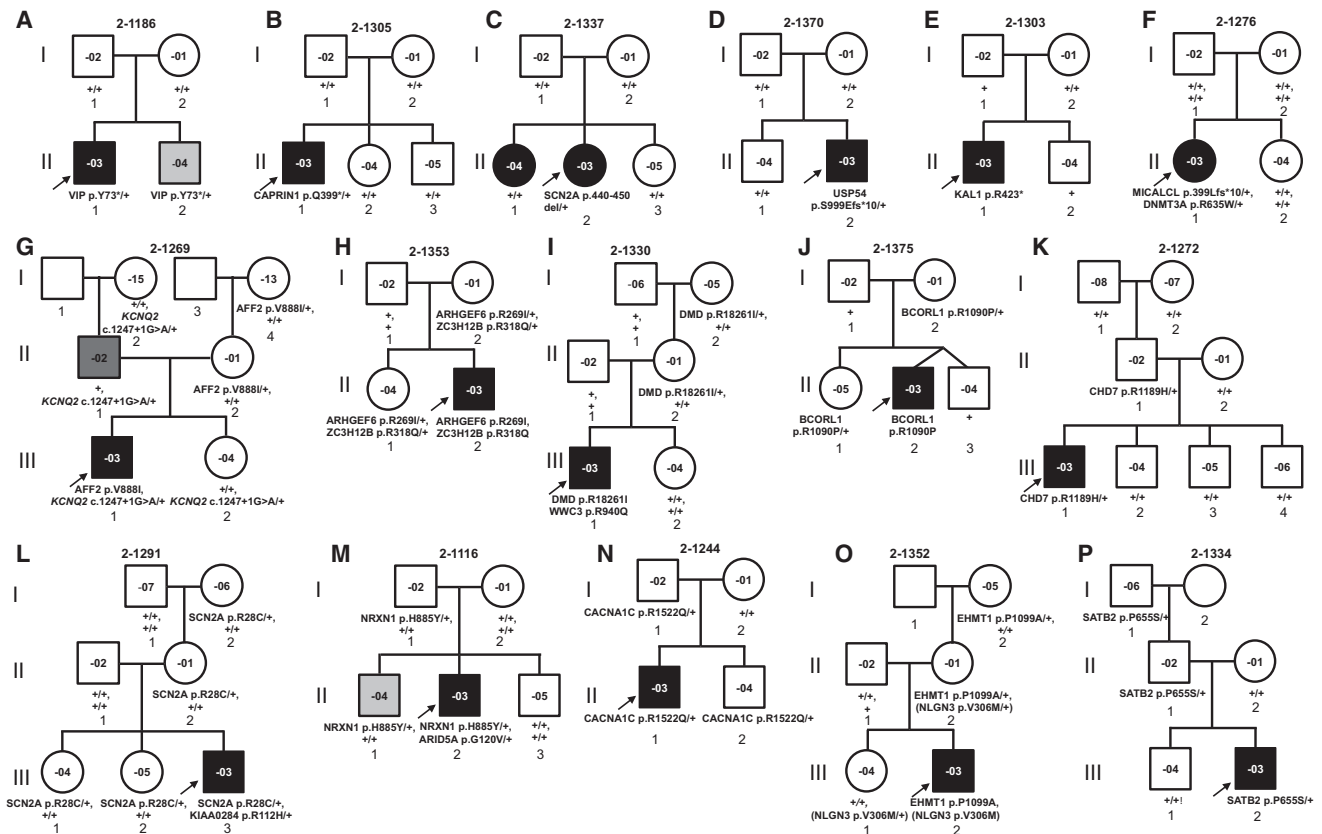 A
2-1186
I
-02
-01
+/+
1
+/+
2
II
-03
-04
VIP p.Y73*/+
1
VIP p.Y73*/+
2
B
2-1305
I
-02
-01
+/+
1
+/+
2
II
-03
-04
-05
CAPRIN1 p.Q399*/+
1
+/+
2
+/+
3
C
2-1337
I
-02
-01
+/+
1
+/+
2
II
-04
-03
-05
+/+
1
SCN2A p.440-450
del/+
2
+/+
3
D
2-1370
I
-02
-01
+/+
1
+/+
2
II
-04
-03
+/+
1
USP54
p.S999Efs*10/+
2
E
2-1303
I
-02
-01
+
1
+/+
2
II
-03
-04
KAL1 p.R423*
1
+
2
F
2-1276
I
-02
-01
+/+,
+/+
1
+/+,
+/+
2
II
-03
-04
MICALCL p.399Lfs*10/+,
DNMT3A p.R635W/+
1
+/+,
+/+
2
G
2-1269
I
-15
-13
1
+/+,
KCNQ2
c.1247+1G>A/+
2
3
AFF2 p.V888I/+,
+/+
4
II
-02
-01
+,
KCNQ2 c.1247+1G>A/+
1
AFF2 p.V888I/+,
+/+
2
III
-03
-04
AFF2 p.V888I,
KCNQ2 c.1247+1G>A/+
1
+/+,
KCNQ2 c.1247+1G>A/+
2
H
2-1353
I
-02
-01
+,
+
1
ARHGEF6 p.R269I/+,
ZC3H12B p.R318Q/+
2
II
-04
-03
ARHGEF6 p.R269I/+,
ZC3H12B p.R318Q/+
1
ARHGEF6 p.R269I,
ZC3H12B p.R318Q
2
I
2-1330
I
-06
-05
+,
+
1
DMD p.R18261I/+,
+/+
2
II
-02
-01
+,
+
1
DMD p.R18261I/+,
+/+
2
III
-03
-04
DMD p.R18261I
WWC3 p.R940Q
1
+/+,
+/+
2
J
2-1375
I
-02
-01
+
1
BCORL1 p.R1090P/+
2
II
-05
-03
-04
BCORL1
p.R1090P/+
1
BCORL1
p.R1090P
2
+
3
K
2-1272
I
-08
-07
+/+
1
+/+
2
II
-02
-01
CHD7 p.R1189H/+
1
+/+
2
III
-03
-04
-05
-06
CHD7 p.R1189H/+
1
+/+
2
+/+
3
+/+
4
L
2-1291
I
-07
-06
+/+,
+/+
1
SCN2A p.R28C/+,
+/+
2
II
-02
-01
+/+,
+/+
1
SCN2A p.R28C/+,
+/+
2
III
-04
-05
-03
SCN2A p.R28C/+,
+/+
1
SCN2A p.R28C/+,
+/+
2
SCN2A p.R28C/+,
KIAA0284 p.R112H/+
3
M
2-1116
I
-02
-01
NRXN1 p.H885Y/+,
+/+
1
+/+,
+/+
2
II
-04
-03
-05
NRXN1 p.H885Y/+,
+/+
1
NRXN1 p.H885Y/+,
ARID5A p.G120V/+
2
+/+,
+/+
3
N
2-1244
I
-02
-01
CACNA1C p.R1522Q/+
1
+/+
2
II
-03
-04
CACNA1C p.R1522Q/+
1
CACNA1C p.R1522Q/+
2
O
2-1352
I
-05
1
EHMT1 p.P1099A/+,
+/+
2
II
-02
-01
+/+,
+
1
EHMT1 p.P1099A/+,
(NLGN3 p.V306M/+)
2
III
-04
-03
+/+,
(NLGN3 p.V306M/+)
1
EHMT1 p.P1099A,
(NLGN3 p.V306M)
2
P
2-1334
I
-06
SATB2 p.P655S/+
1
2
II
-02
-01
SATB2 p.P655S/+
1
+/+
2
III
-04
-03
+/+!
1
SATB2 p.P655S/+
2